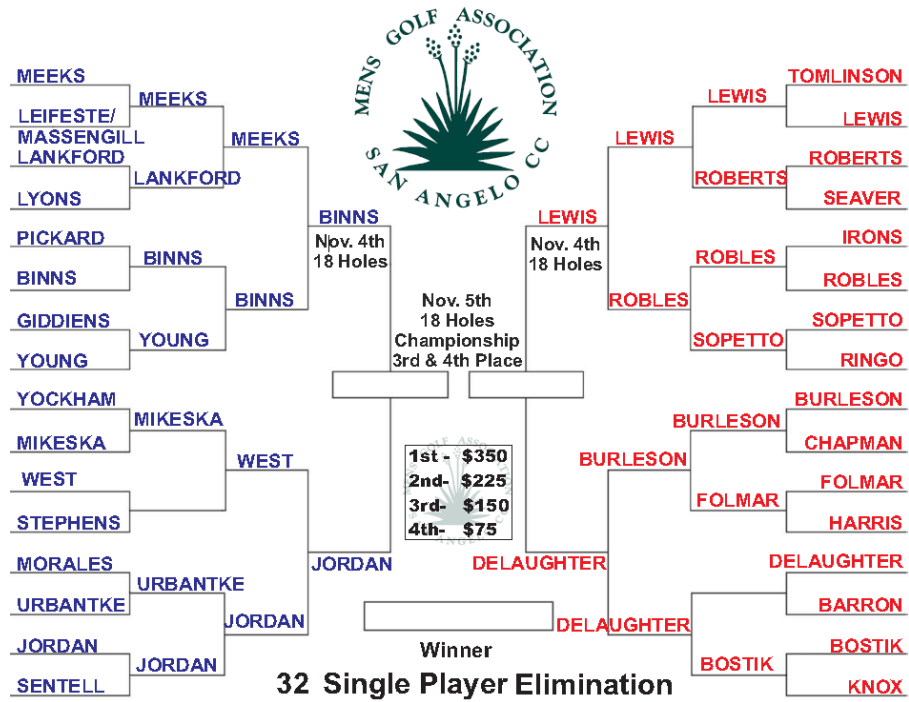 MENS GOLF ASSOCIATION
SAN ANGELO CC
MEEKS
LEIFESTE/
MASSENGILL
LANKFORD
LYONS
PICKARD
BINNS
GIDDIENS
YOUNG
YOCKHAM
MIKESKA
WEST
STEPHENS
MORALES
URBANTKE
JORDAN
SENTELL
MEEKS
LANKFORD
BINNS
YOUNG
MIKESKA
URBANTKE
JORDAN
MEEKS
BINNS
WEST
JORDAN
BINNS
Nov. 4th
18 Holes
JORDAN
Nov. 5th
18 Holes
Championship
3rd & 4th Place
MENS GOLF ASSOCIATION
1st - $350
2nd- $225
3rd- $150
4th- $75
ANGELO
Winner
LEWIS
Nov. 4th
18 Holes
DELAUGHTER
LEWIS
ROBLES
BURLESON
DELAUGHTER
LEWIS
ROBERTS
ROBLES
SOPETTO
BURLESON
FOLMAR
BOSTIK
TOMLINSON
LEWIS
ROBERTS
SEAVER
IRONS
ROBLES
SOPETTO
RINGO
BURLESON
CHAPMAN
FOLMAR
HARRIS
DELAUGHTER
BARRON
BOSTIK
KNOX
32 Single Player Elimination